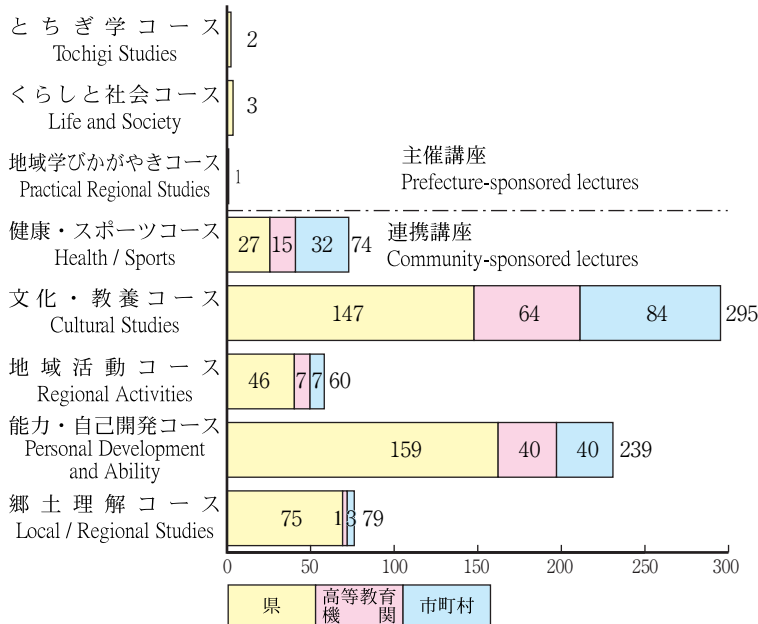 とちぎ学コース
Tochigi Studies
2
くらしと社会コース
Life and Society
3
地域学びかがやきコース
Practical Regional Studies
1
主催講座
Prefecture-sponsored lectures
健康・スポーツコース
Health / Sports
27 15 32 74
連携講座
Community-sponsored lectures
文化・教養コース
Cultural Studies
147 64 84 295
地域活動コース
Regional Activities
46 7 7 60
能力・自己開発コース
Personal Development
and Ability
159 40 40 239
郷土理解コース
Local / Regional Studies
75 1 3 79
0 50 100 150 200 250 300
県
高等教育
機関
市町村